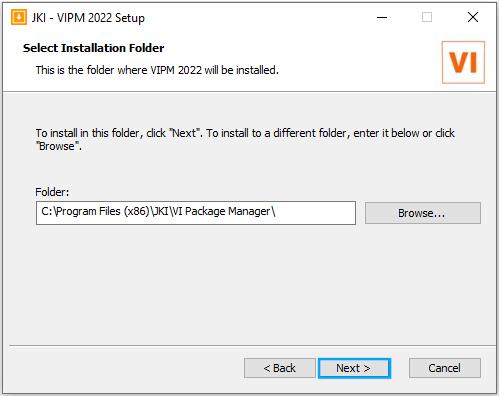 JKI - VIPM 2022 Setup
Select Installation Folder
This is the folder where VIPM 2022 will be installed.
VI
To install in this folder, click "Next". To install to a different folder, enter it below or click
"Browse".
Folder:
C:\Program Files (x86)\JKI\VI Package Manager\
Browse...
< Back
Next >
Cancel